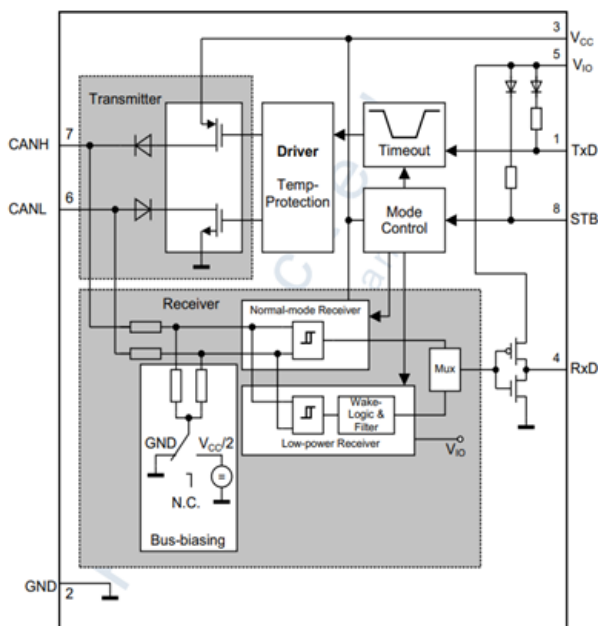 3
VCC
5
VIO
Transmitter
7
CANH
Driver
Temp-
Protection
Timeout
1
TxD
6
CANL
Mode
Control
8
STB
Receiver
Normal-mode Receiver
Mux
4
RxD
Wake-
Logic &
Filter
Low-power Receiver
VIO
GND
VCC/2
=
N.C.
Bus-biasing
GND
2